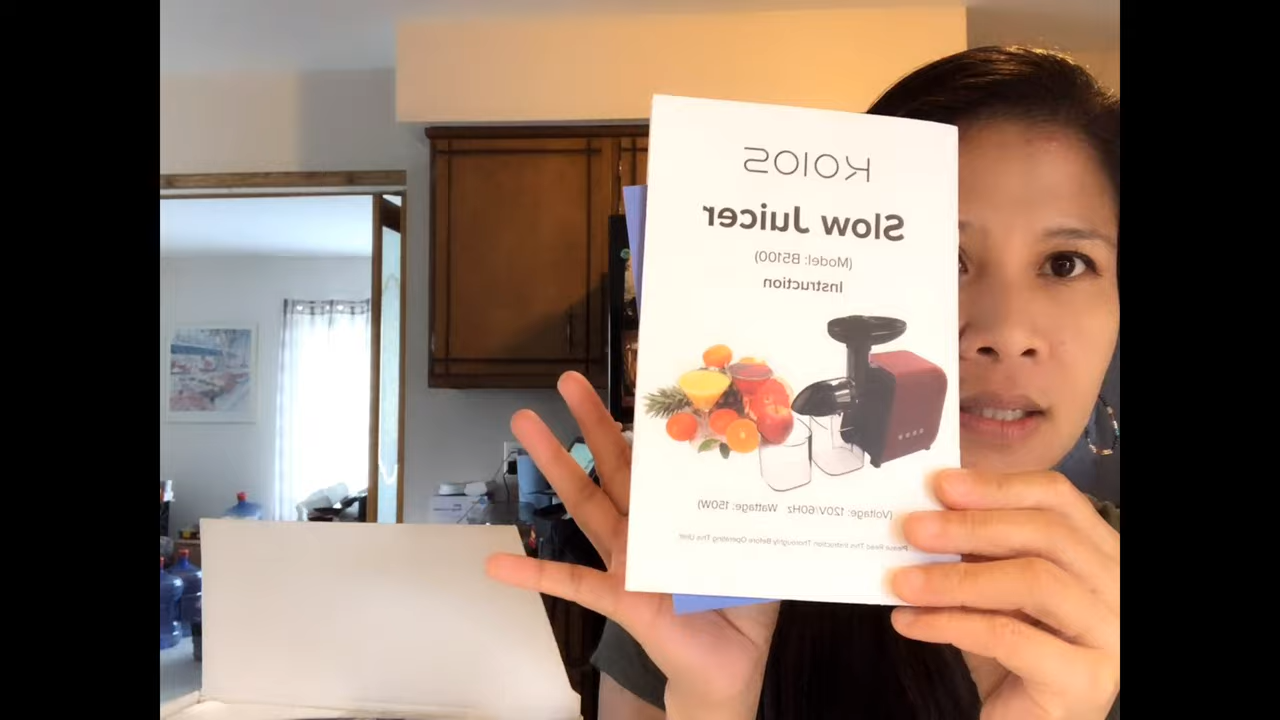 KOIOS
Slow Juicer
(Model: B5100)
Instruction
(Voltage: 120V/60Hz Wattage: 150W)
Please Read This Instruction Thoroughly Before Operating This Unit!